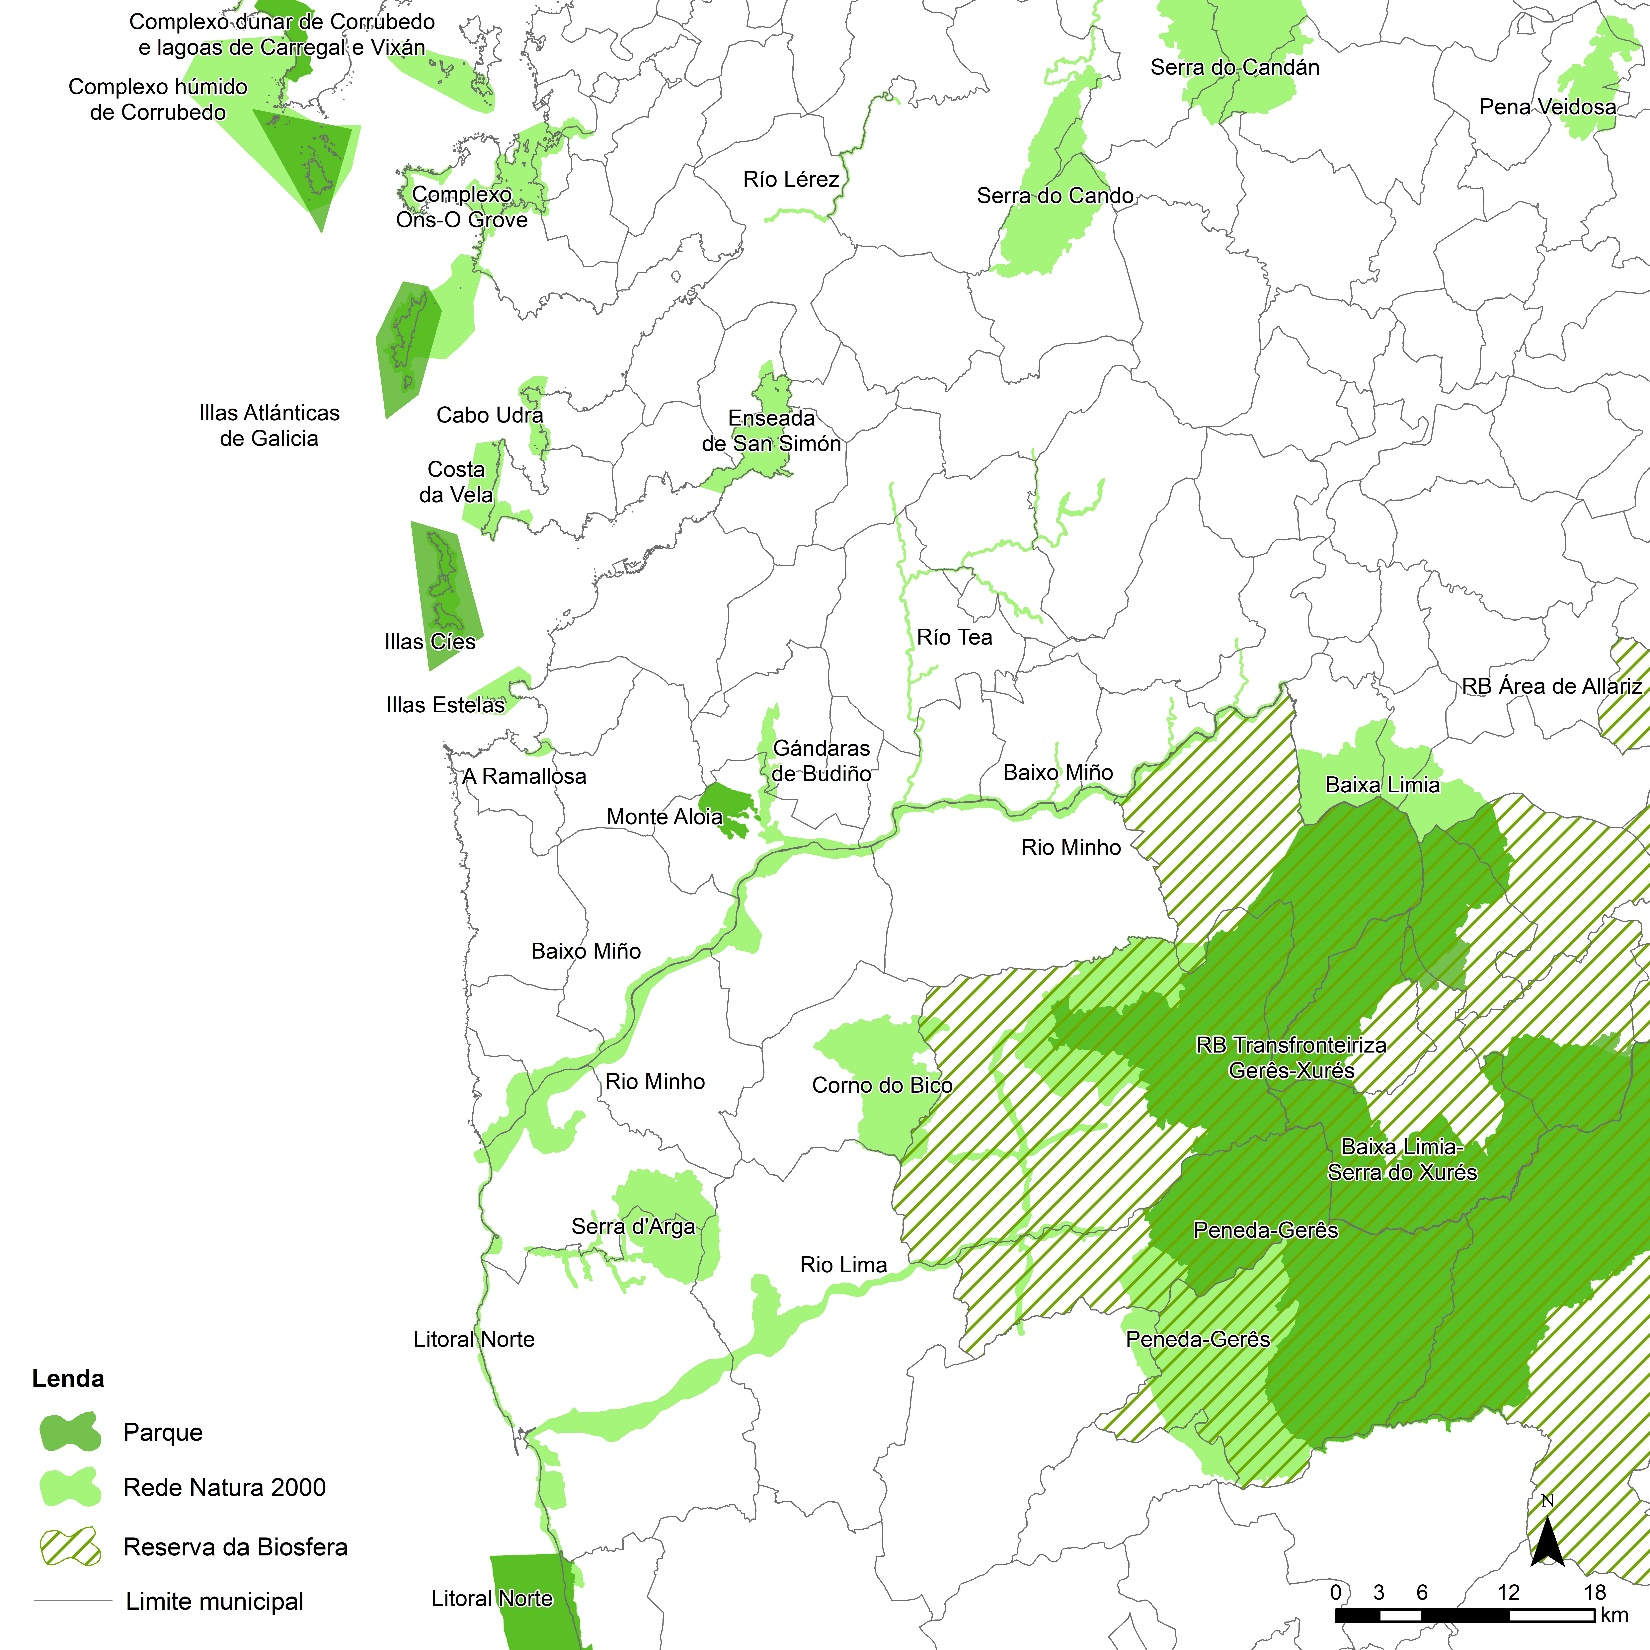 Complexo dunar de Corrubedo
e lagoas de Carregal e Vixán
Complexo húmido
de Corrubedo
Serra do Candán
Pena Veidosa
Río Lérez
Serra do Cando
Complexo
Ons-O Grove
Illas Atlánticas
de Galicia
Cabo Udra
Enseada
de San Simón
Costa
da Vela
Illas Cíes
Río Tea
Illas Estelas
RB Área de Allariz
A Ramallosa
Gándaras
de Budiño
Baixo Miño
Baixa Limia
Monte Aloia
Rio Minho
Baixo Miño
Rio Minho
Corno do Bico
RB Transfronteiriza
Gerês-Xurés
Baixa Limia-
Serra do Xurés
Serra d'Arga
Peneda-Gerês
Rio Lima
Litoral Norte
Peneda-Gerês
Litoral Norte
Lenda
Parque
Rede Natura 2000
Reserva da Biosfera
Limite municipal
N
0 3 6 12 18
km